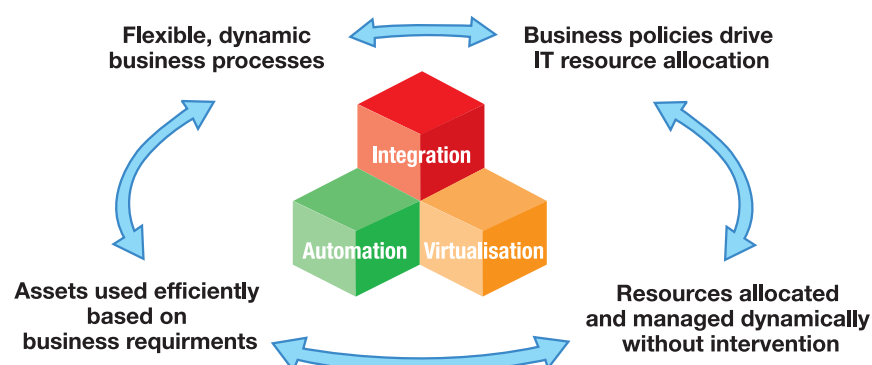 Flexible, dynamic
business processes
Business policies drive
IT resource allocation
Integration
Automation
Virtualisation
Assets used efficiently
based on
business requirments
Resources allocated
and managed dynamically
without intervention